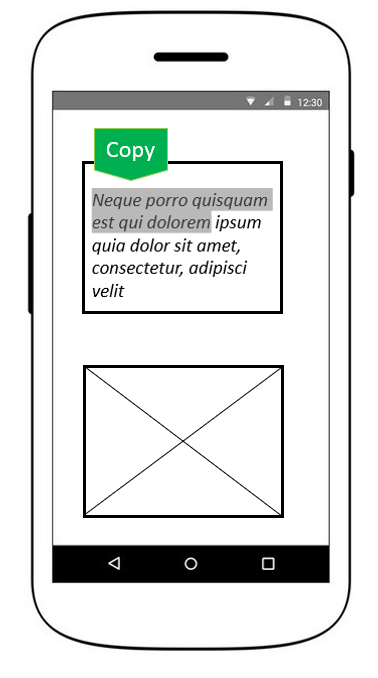 12:30
Copy
Neque porro quisquam
est qui dolorem ipsum
quia dolor sit amet,
consectetur, adipisci
velit